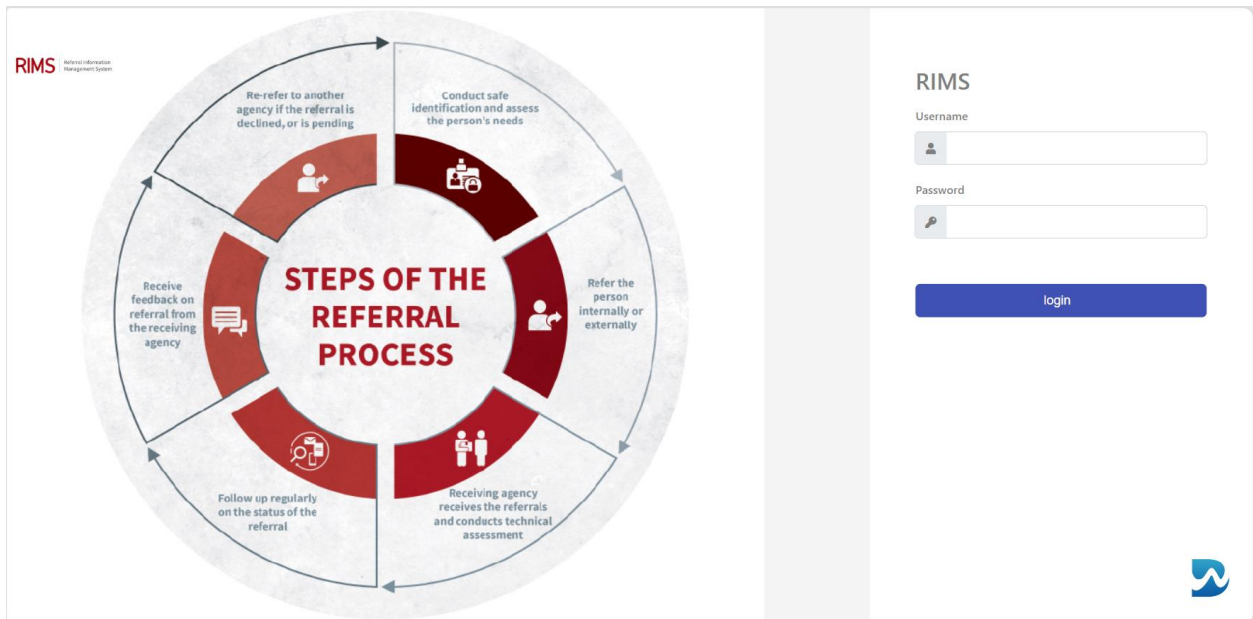 RIMS
Referral Information
Management System
Re-refer to another
agency if the referral is
declined, or is pending
Conduct safe
identification and assess
the person's needs
Refer the
person
internally or
externally
Receiving agency
receives the referrals
and conducts technical
assessment
Follow up regularly
on the status of the
referral
Receive
feedback on
referral from
the receiving
agency
STEPS OF THE
REFERRAL
PROCESS
RIMS
Username
Password
login